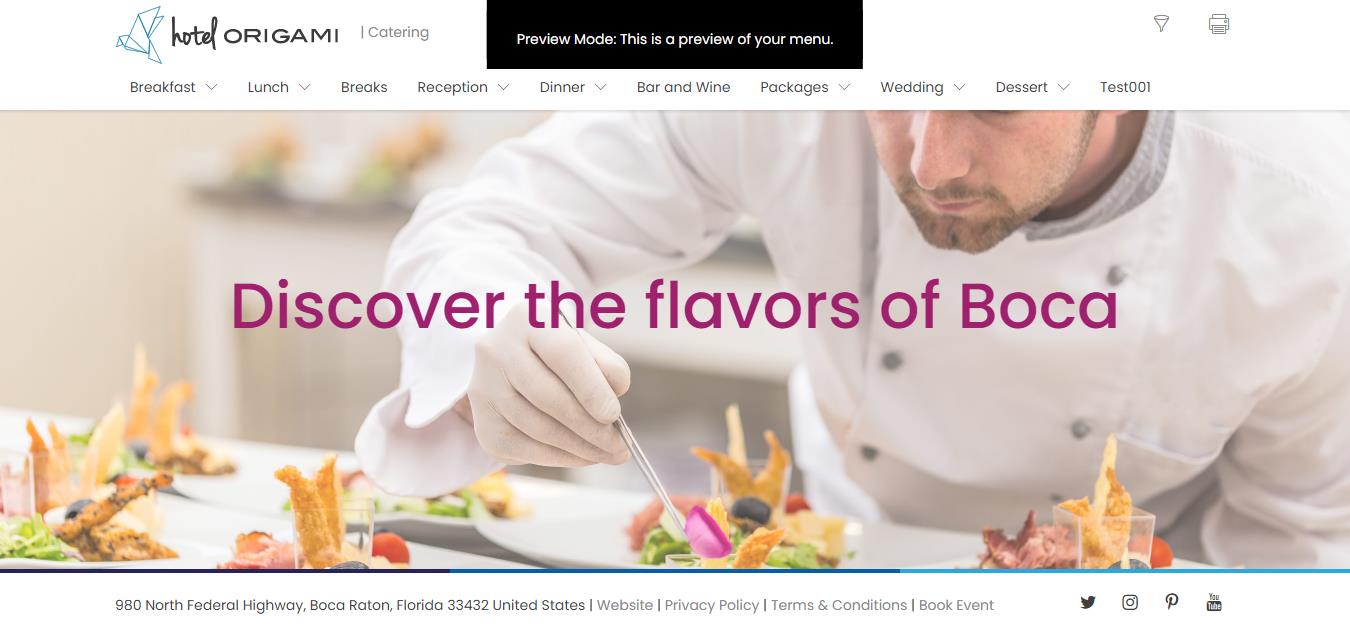 hotel ORIGAMI | Catering
Preview Mode: This is a preview of your menu.
Breakfast Lunch Breaks Reception Dinner Bar and Wine Packages Wedding Dessert Test001
Discover the flavors of Boca
980 North Federal Highway, Boca Raton, Florida 33432 United States | Website | Privacy Policy | Terms & Conditions | Book Event
You
Tube